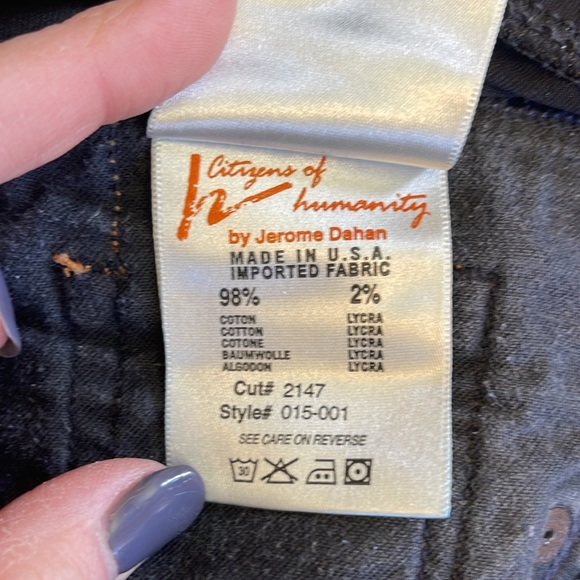 Citizens of
humanity
by Jerome Dahan
MADE IN U.S.A.
IMPORTED FABRIC
98% 2%
COTON LYCRA
COTTON LYCRA
COTONE LYCRA
BAUMWOLLE LYCRA
ALGODON LYCRA
Cut# 2147
Style# 015-001
SEE CARE ON REVERSE
30